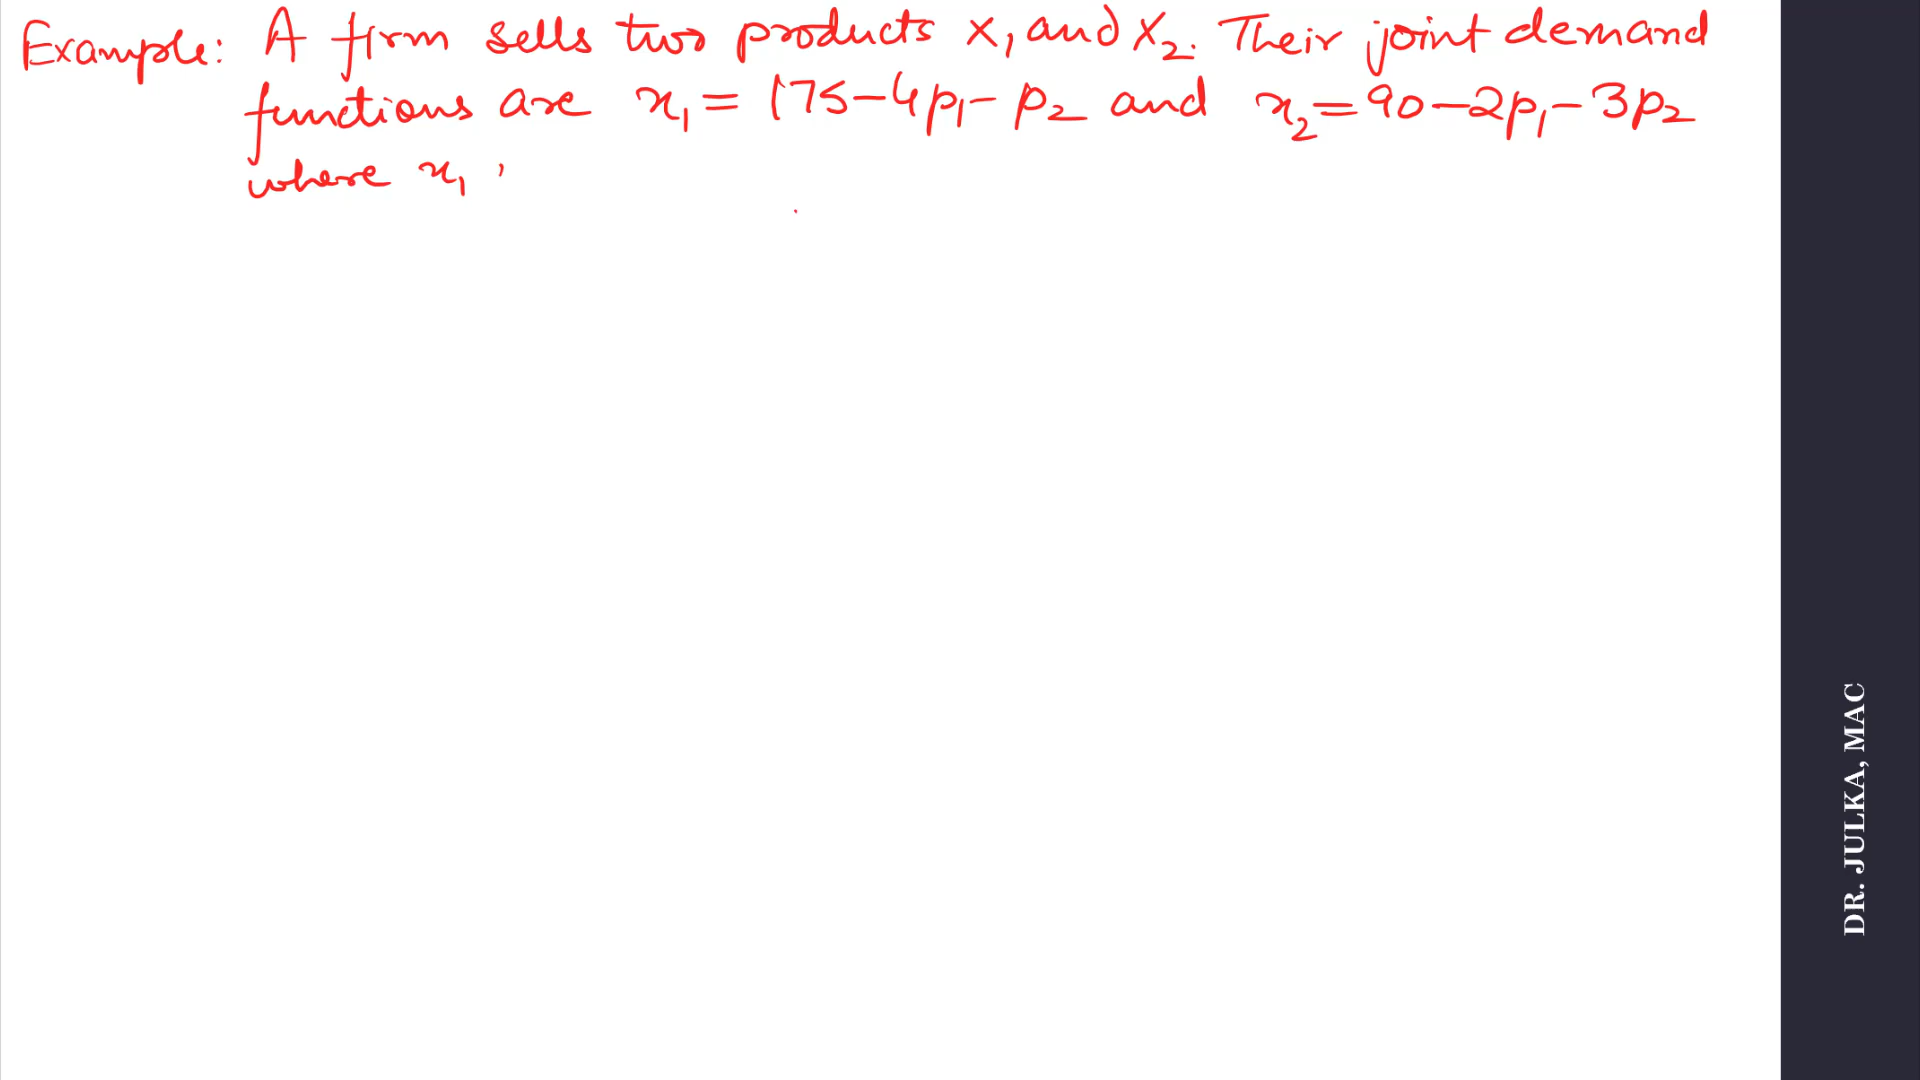 Example: A firm sells two products X₁ and X₂. Their joint demand
functions are x₁ = 175 - 4p₁ - p₂ and x₂ = 90 - 2p₁ - 3p₂
where x₁ '
DR. JULKA, MAC